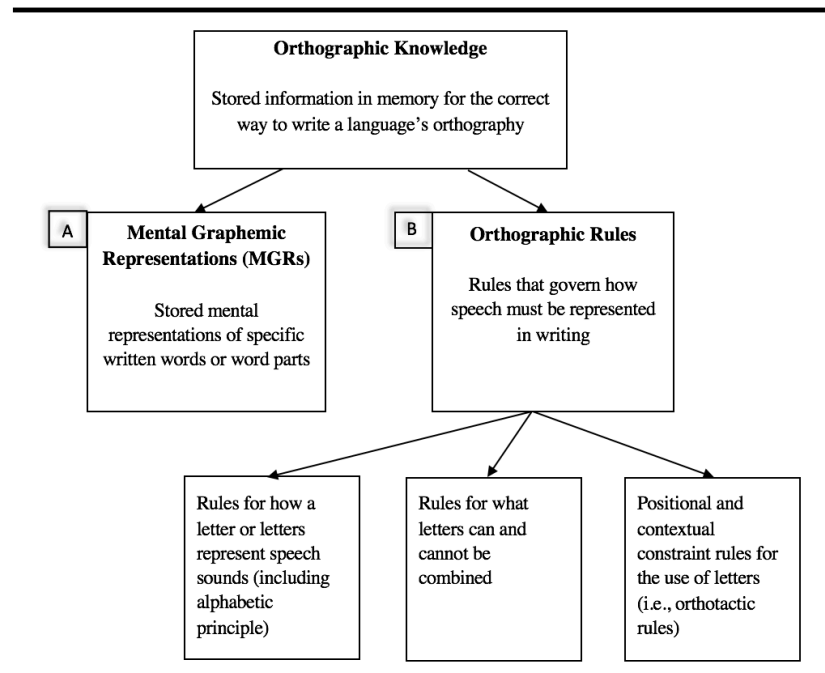 Orthographic Knowledge
Stored information in memory for the correct
way to write a language’s orthography
A
Mental Graphemic
Representations (MGRs)
Stored mental
representations of specific
written words or word parts
B
Orthographic Rules
Rules that govern how
speech must be represented
in writing
Rules for how a
letter or letters
represent speech
sounds (including
alphabetic
principle)
Rules for what
letters can and
cannot be
combined
Positional and
contextual
constraint rules for
the use of letters
(i.e., orthotactic
rules)